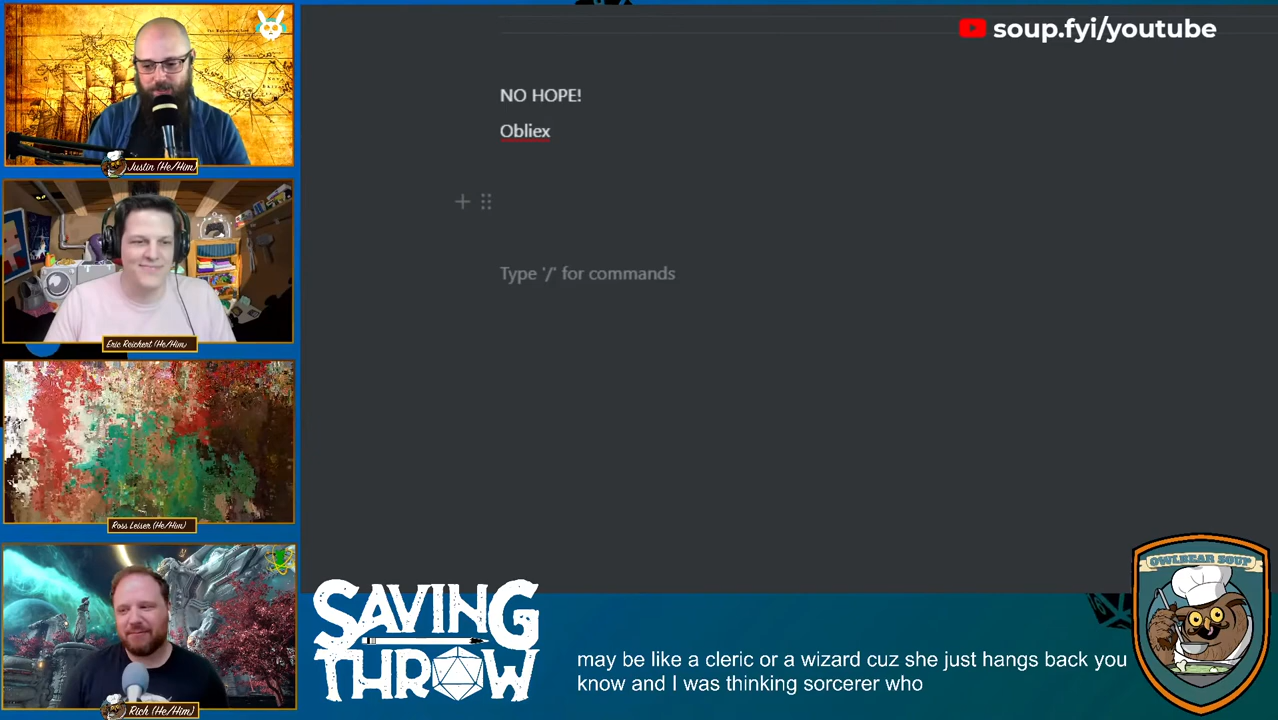 soup.fyi/youtube
NO HOPE!
Obliex
Type '/' for commands
Justin (He/Him)
Eric Reichert (He/Him)
Ross Leiser (He/Him)
Rich (He/Him)
SAVING
THROW
may be like a cleric or a wizard cuz she just hangs back you
know and I was thinking sorcerer who
OWLBEAR SOUP